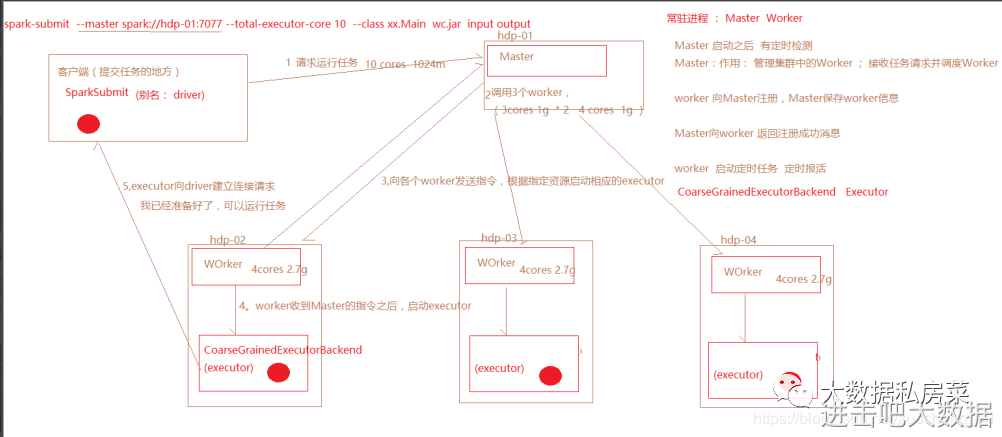 spark-submit --master spark://hdp-01:7077 --total-executor-core 10 --class xx.Main wc.jar input output
常驻进程 : Master Worker
hdp-01
Master
Master 启动之后 有定时检测
Master:作用: 管理集群中的Worker ; 接收任务请求并调度Worker
客户端(提交任务的地方)
SparkSubmit (别名: driver)
1 请求运行任务 10 cores 1024m
2调用3个worker,
( 3cores 1g * 2 4 cores 1g )
worker 向Master注册,Master保存worker信息
Master向worker 返回注册成功消息
worker 启动定时任务 定时报活
CoarseGrainedExecutorBackend Executor
5,executor向driver建立连接请求
我已经准备好了,可以运行任务
3,向各个worker发送指令,根据指定资源启动相应的executor
hdp-02
WOrker
4cores 2.7g
hdp-03
WOrker
4cores 2.7g
hdp-04
WOrker
4cores 2.7g
4。worker收到Master的指令之后,启动executor
CoarseGrainedExecutorBackend
(executor)
(executor)
(executor)
大数据私房菜
进击吧大数据